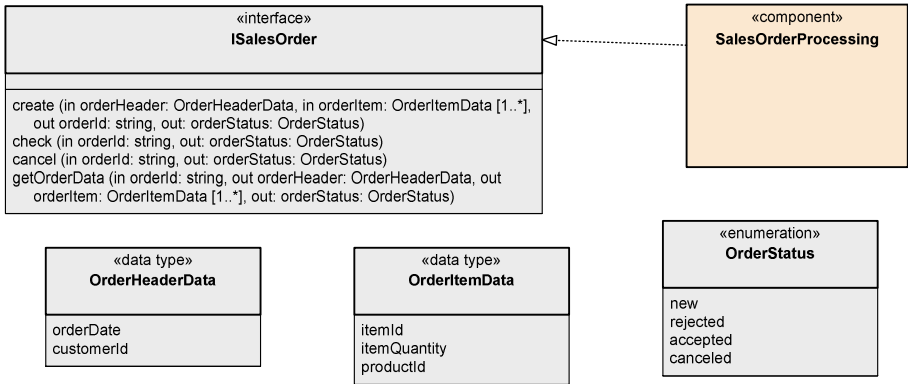 «interface»
ISalesOrder
create (in orderHeader: OrderHeaderData, in orderItem: OrderItemData [1..*],
out orderId: string, out: orderStatus: OrderStatus)
check (in orderId: string, out: orderStatus: OrderStatus)
cancel (in orderId: string, out: orderStatus: OrderStatus)
getOrderData (in orderId: string, out orderHeader: OrderHeaderData, out
orderItem: OrderItemData [1..*], out: orderStatus: OrderStatus)
«component»
SalesOrderProcessing
«data type»
OrderHeaderData
orderDate
customerId
«data type»
OrderItemData
itemId
itemQuantity
productId
«enumeration»
OrderStatus
new
rejected
accepted
canceled